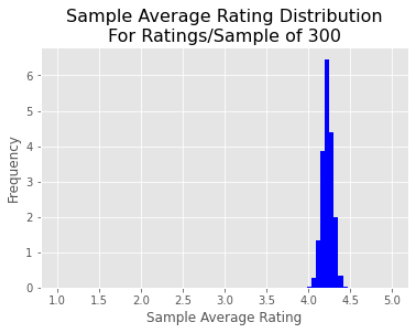 Sample Average Rating Distribution
For Ratings/Sample of 300
Frequency
6
5
4
3
2
1
0
1.0 1.5 2.0 2.5 3.0 3.5 4.0 4.5 5.0
Sample Average Rating